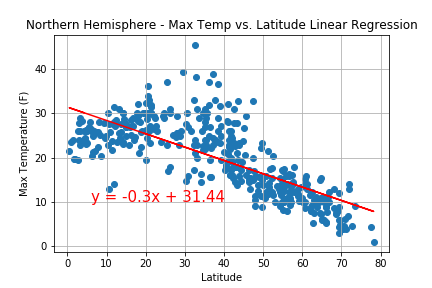 Northern Hemisphere - Max Temp vs. Latitude Linear Regression
Max Temperature (F)
40
30
20
10
0
y = -0.3x + 31.44
0 10 20 30 40 50 60 70 80
Latitude